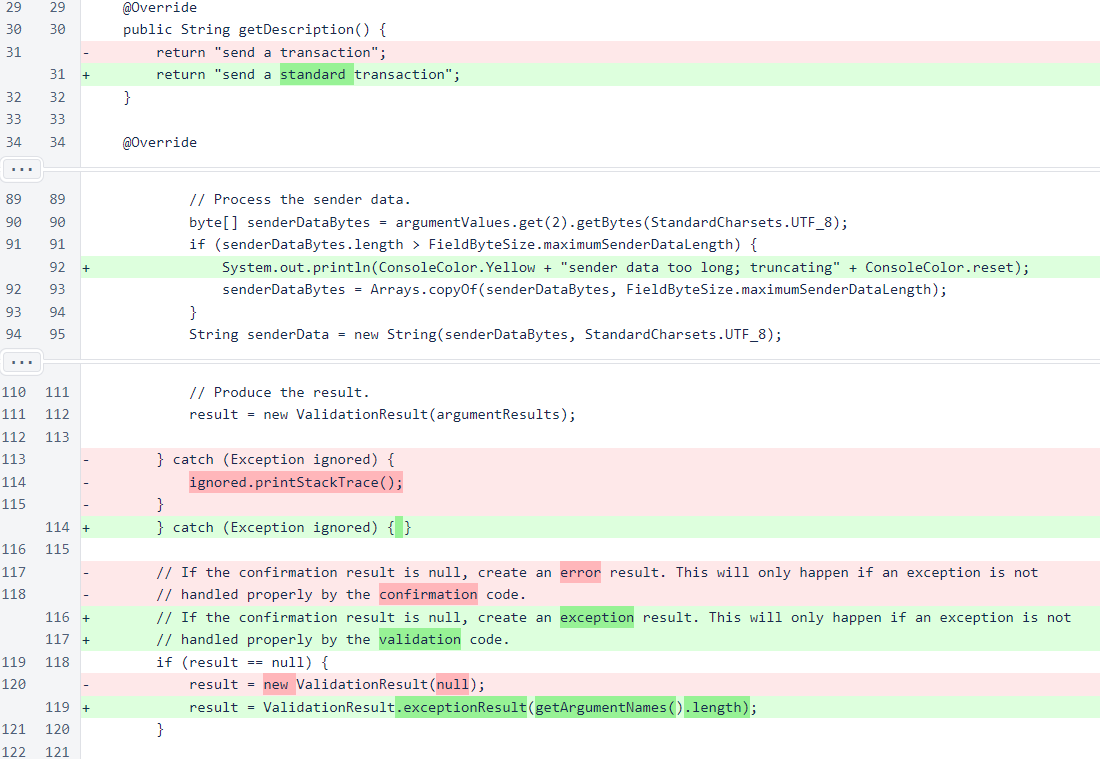 29 29 @Override
30 30 public String getDescription() {
31 - return "send a transaction";
31 + return "send a standard transaction";
32 32 }
33 33
34 34 @Override
...
89 89 // Process the sender data.
90 90 byte[] senderDataBytes = argumentValues.get(2).getBytes(StandardCharsets.UTF_8);
91 91 if (senderDataBytes.length > FieldByteSize.maximumSenderDataLength) {
92 + System.out.println(ConsoleColor.Yellow + "sender data too long; truncating" + ConsoleColor.reset);
92 93 senderDataBytes = Arrays.copyOf(senderDataBytes, FieldByteSize.maximumSenderDataLength);
93 94 }
94 95 String senderData = new String(senderDataBytes, StandardCharsets.UTF_8);
...
110 111 // Produce the result.
111 112 result = new ValidationResult(argumentResults);
112 113
113 - } catch (Exception ignored) {
114 - ignored.printStackTrace();
115 - }
114 + } catch (Exception ignored) { }
116 115
117 - // If the confirmation result is null, create an error result. This will only happen if an exception is not
118 - // handled properly by the confirmation code.
116 + // If the confirmation result is null, create an exception result. This will only happen if an exception is not
117 + // handled properly by the validation code.
119 118 if (result == null) {
120 - result = new ValidationResult(null);
119 + result = ValidationResult.exceptionResult(getArgumentNames().length);
121 120 }
122 121